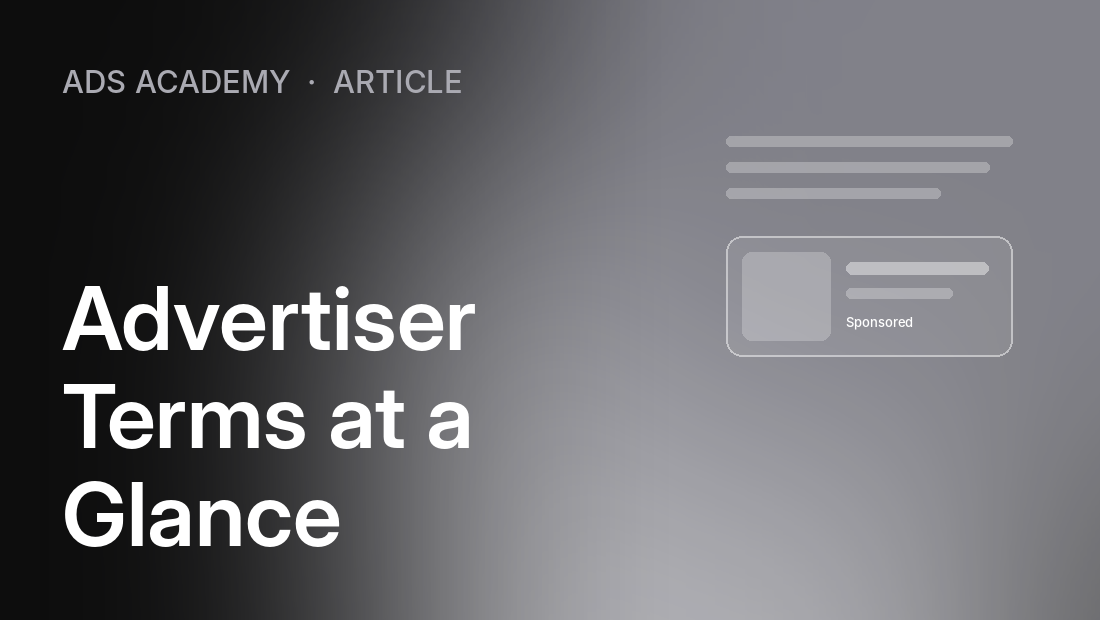 ADS ACADEMY · ARTICLE
Advertiser
Terms at a
Glance
Sponsored